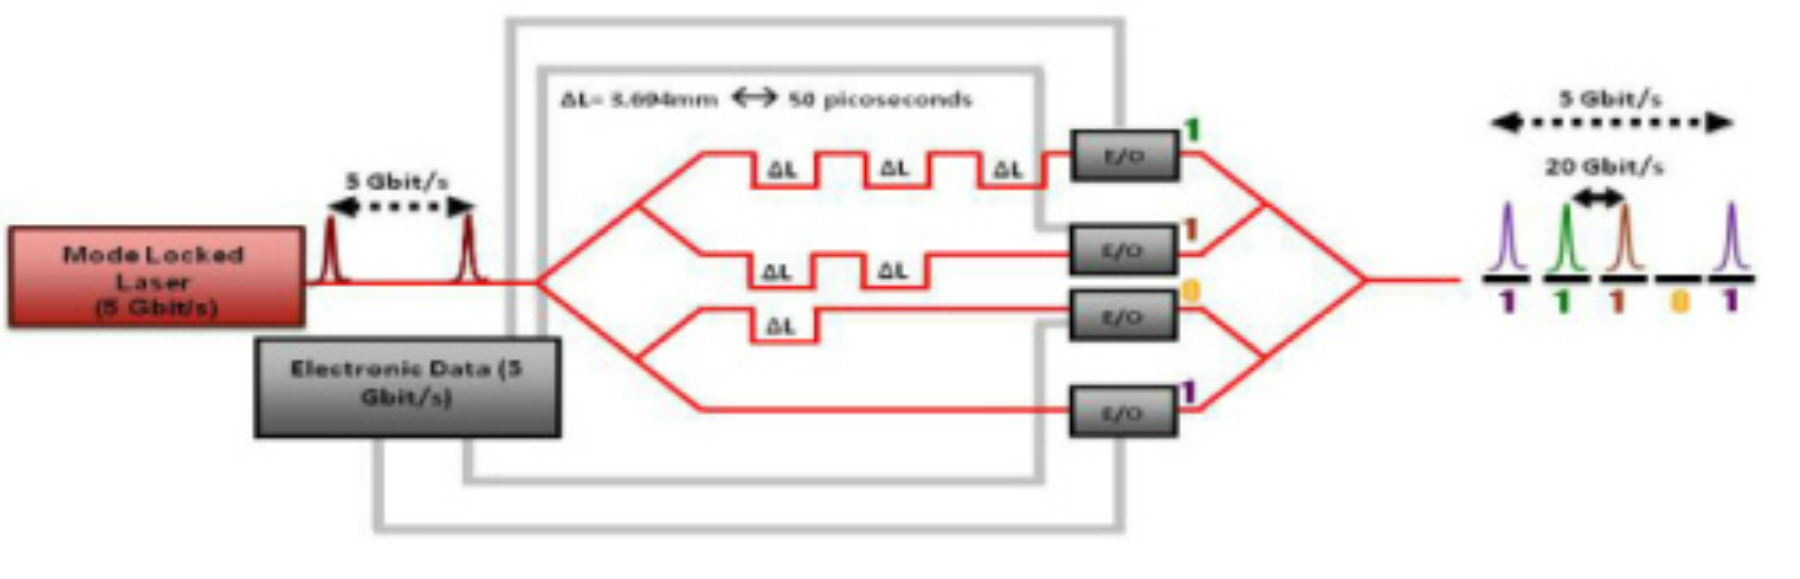 5 Gbit/s
20 Gbit/s
ΔL= 3.694mm ↔ 50 picoseconds
5 Gbit/s
Mode Locked
Laser
(5 Gbit/s)
Electronic Data (5
Gbit/s)
ΔL ΔL ΔL
E/O 1
ΔL ΔL
E/O 1
ΔL
E/O 0
E/O 1
1 1 1 0 1